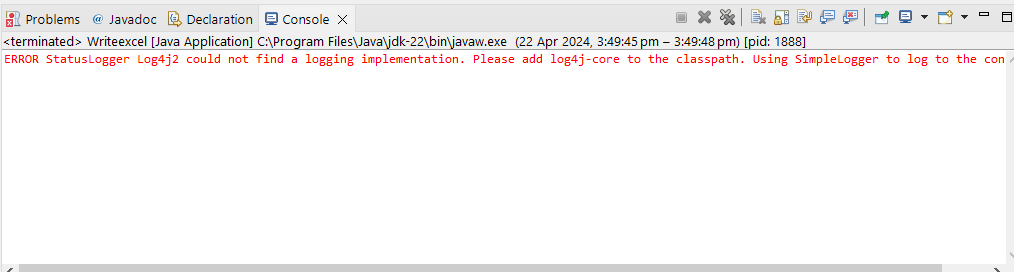 Problems @ Javadoc Declaration Console
<terminated> Writeexcel [Java Application] C:\Program Files\Java\jdk-22\bin\javaw.exe (22 Apr 2024, 3:49:45 pm – 3:49:48 pm) [pid: 1888]
ERROR StatusLogger Log4j2 could not find a logging implementation. Please add log4j-core to the classpath. Using SimpleLogger to log to the con